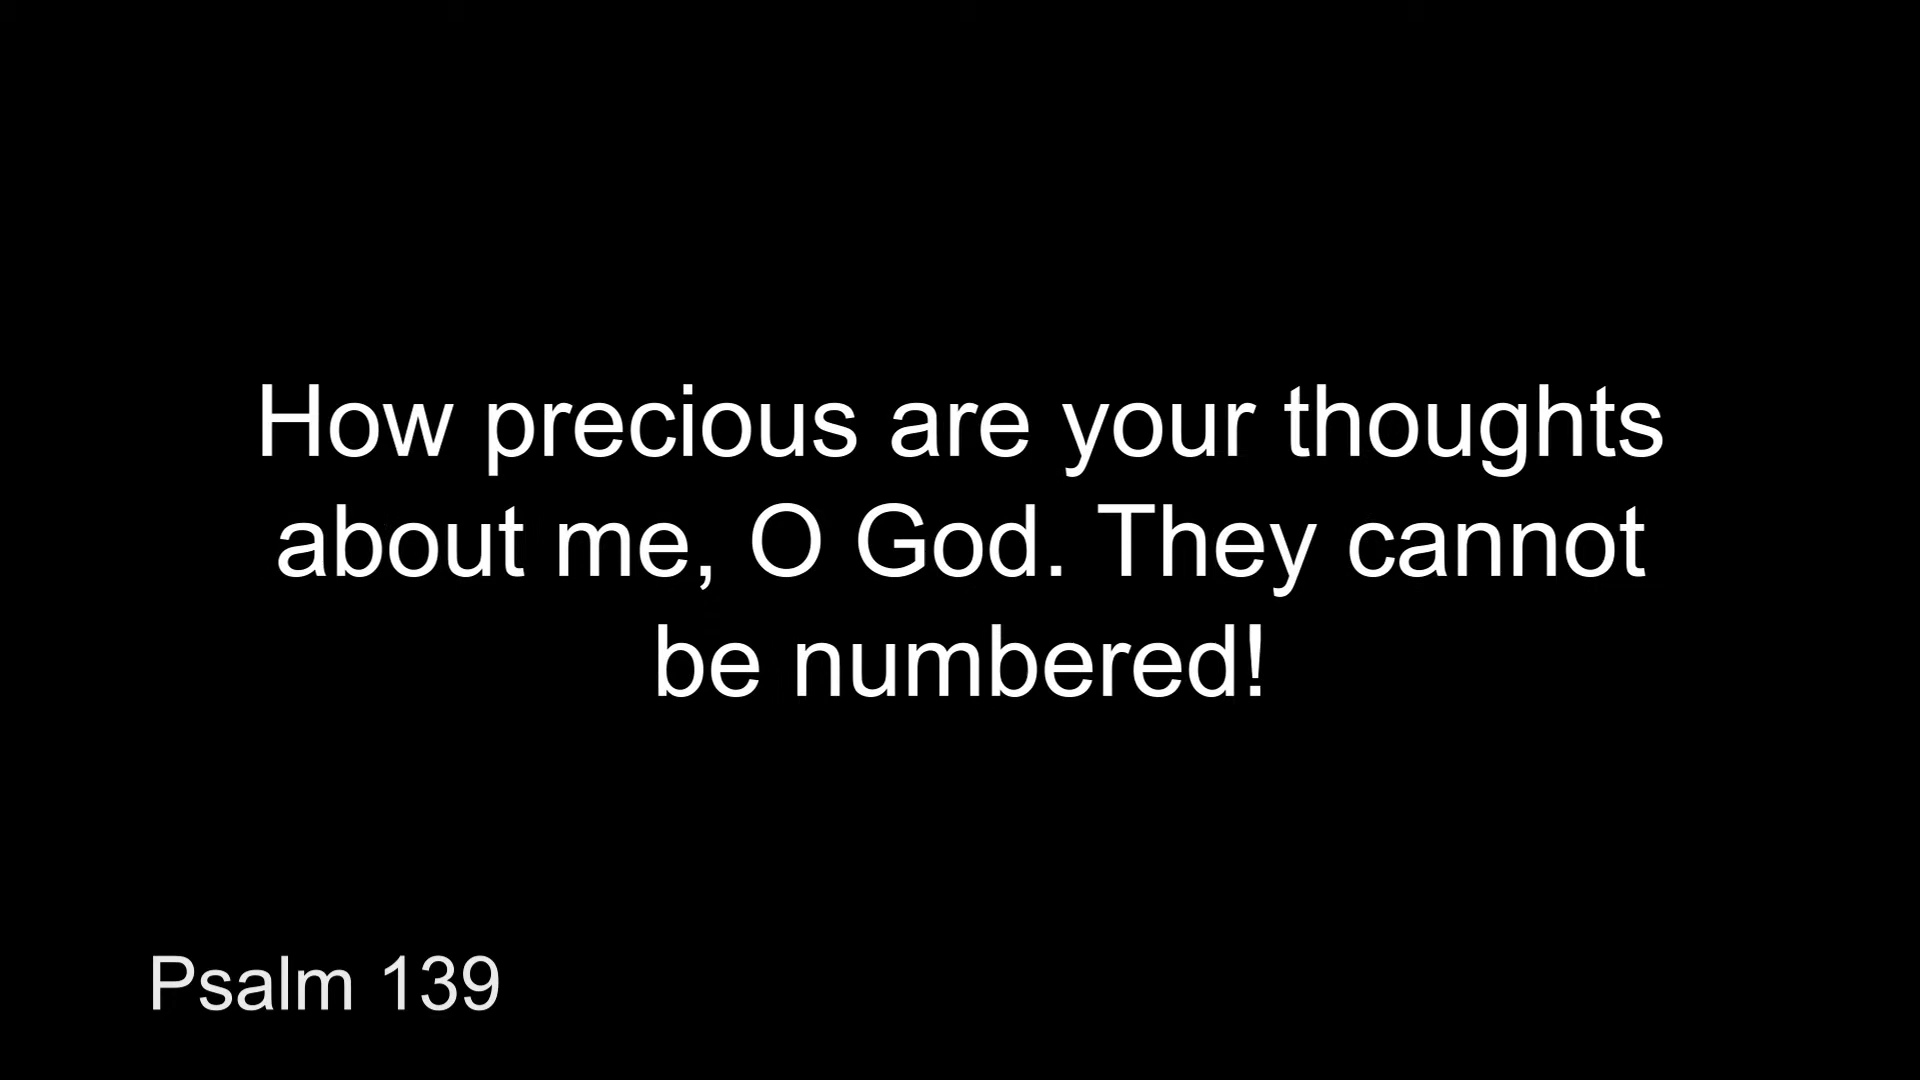 How precious are your thoughts
about me, O God. They cannot
be numbered!
Psalm 139